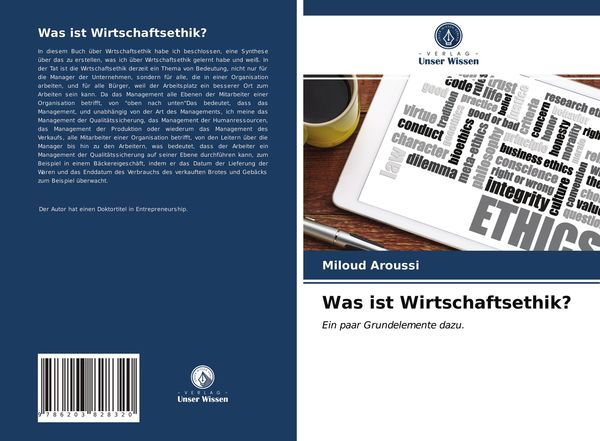 Was ist Wirtschaftsethik?
In diesem Buch über Wirtschaftsethik habe ich beschlossen, eine Synthese
über das zu erstellen, was ich über Wirtschaftsethik gelernt habe und weiß. In
der Tat ist die Wirtschaftsethik derzeit ein Thema von Bedeutung, nicht nur für
die Manager der Unternehmen, sondern für alle, die in einer Organisation
arbeiten, und für alle Bürger, weil der Arbeitsplatz ein besserer Ort zum
Arbeiten sein kann. Da das Management alle Ebenen der Mitarbeiter einer
Organisation betrifft, von "oben nach unten"Das bedeutet, dass das
Management, und unabhängig von der Art des Managements, ich meine das
Management der Qualitätssicherung, das Management der Humanressourcen,
das Management der Produktion oder wiederum das Management des
Verkaufs, alle Mitarbeiter einer Organisation betrifft, von den Leitern über die
Manager bis hin zu den Arbeitern, was bedeutet, dass der Arbeiter ein
Management der Qualitätssicherung auf seiner Ebene durchführen kann, zum
Beispiel in einem Bäckereigeschäft, indem er das Datum der Lieferung der
Waren und das Enddatum des Verbrauchs des verkauften Brotes und Gebäcks
zum Beispiel überwacht.
Der Autor hat einen Doktortitel in Entrepreneurship.
9 786203 828320
VERLAG
Unser Wissen
VERLAG
Unser Wissen
code
rules
trust
research et
good
practice
virtue
conduct
bioethics
meta-ethics
philosophy
principles
business ethics
conscience
right or wrong
law
character
dilemma
integrity
culture
convention
honesty
morality
choice
value
question
ETHICS
Miloud Aroussi
Was ist Wirtschaftsethik?
Ein paar Grundelemente dazu.